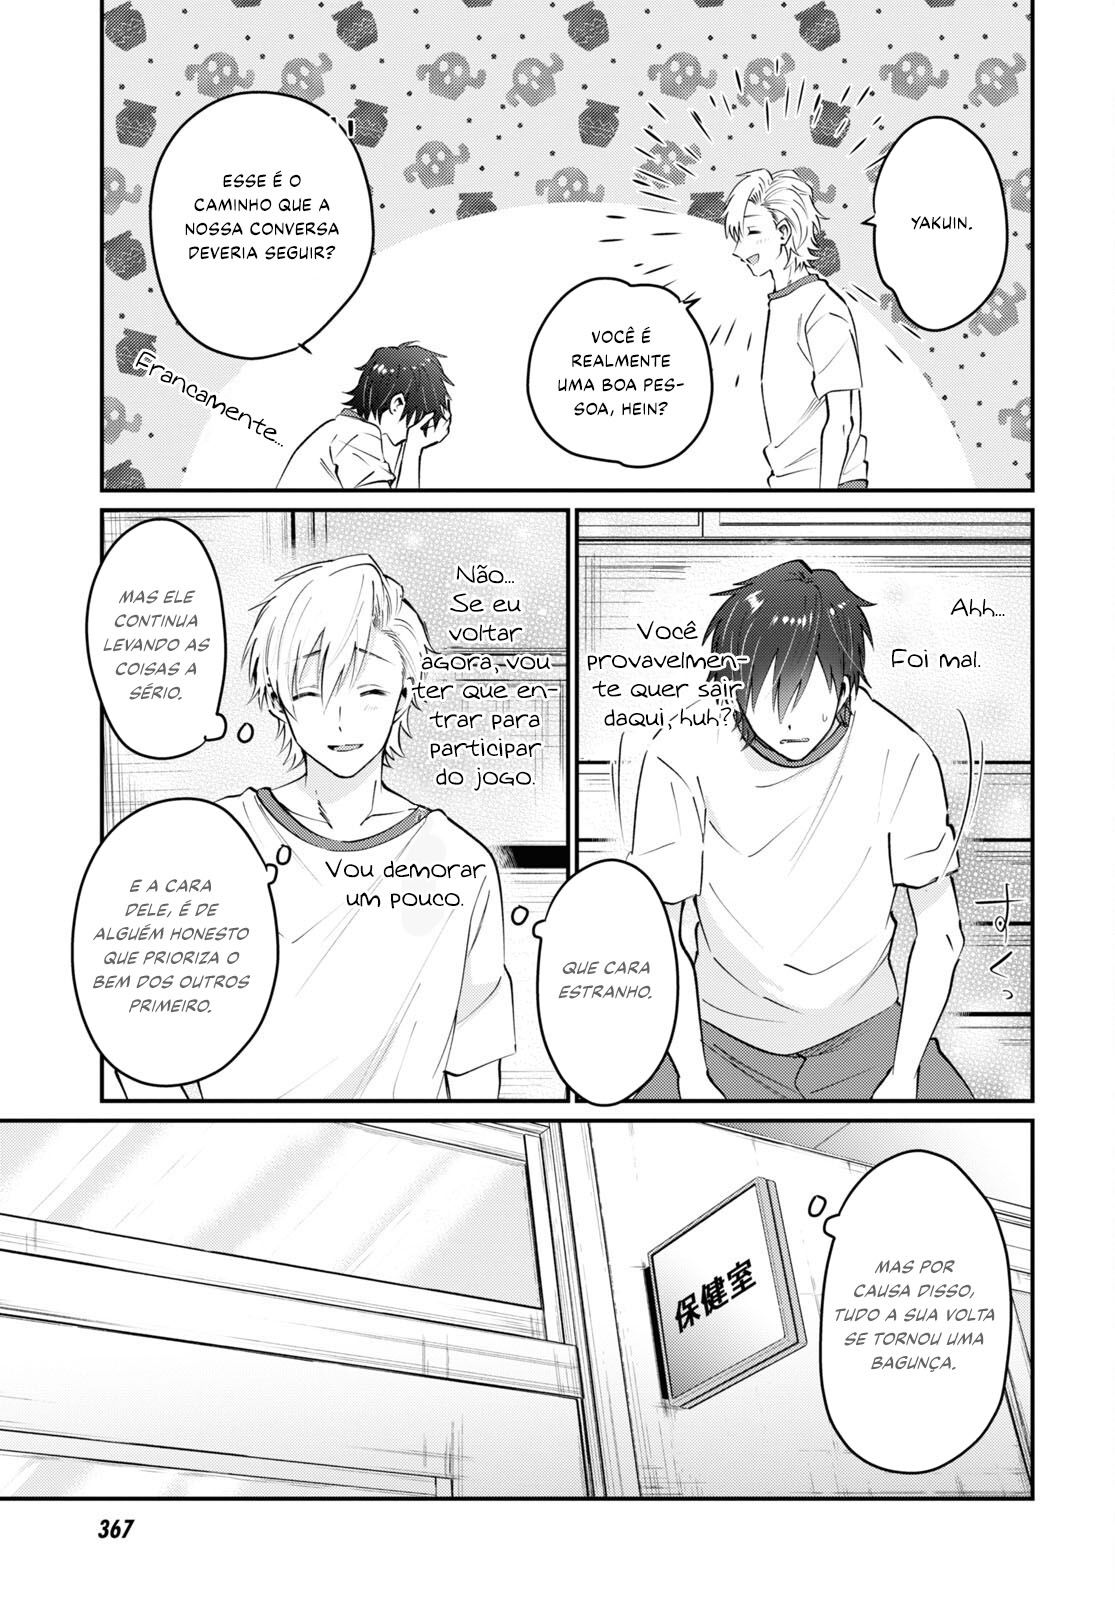 YAKUIN.
VOCÊ É
REALMENTE
UMA BOA PES-
SOA, HEIN?
ESSE É O
CAMINHO QUE A
NOSSA CONVERSA
DEVERIA SEGUIR?
Francamente...
Ahh...
Foi mal.
Você
provavelmen-
te quer sair
daqui, huh?
すくっ
QUE CARA
ESTRANHO.
Não...
Se eu
voltar
agora, vou
ter que en-
trar para
participar
do jogo.
Vou demorar
um pouco.
MAS ELE
CONTINUA
LEVANDO AS
COISAS A
SÉRIO.
E A CARA
DELE, É DE
ALGUÉM HONESTO
QUE PRIORIZA O
BEM DOS OUTROS
PRIMEIRO.
MAS POR
CAUSA DISSO,
TUDO A SUA VOLTA
SE TORNOU UMA
BAGUNÇA.
保健室
367